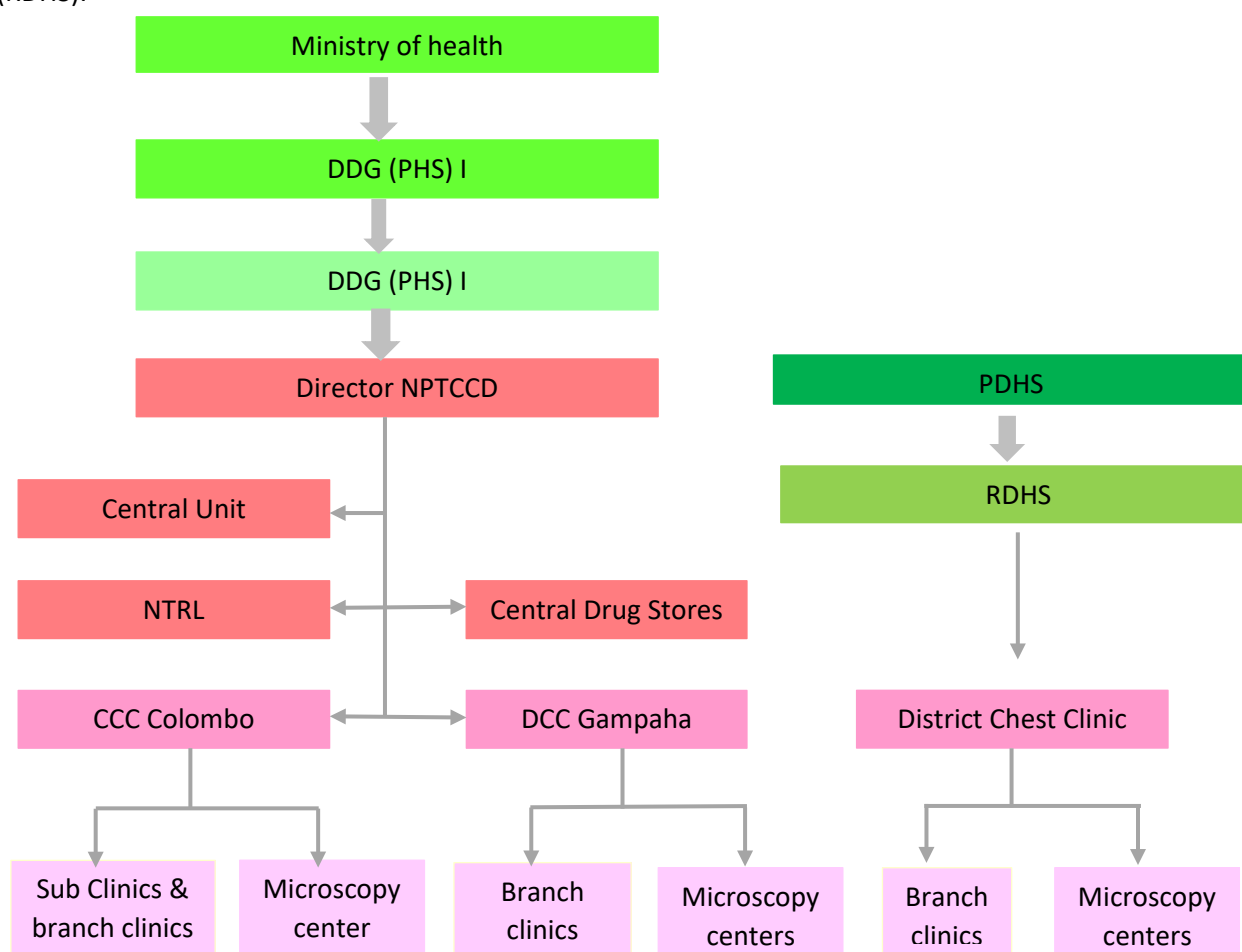 (RDHS).
Ministry of health
DDG (PHS) I
DDG (PHS) I
Director NPTCCD
PDHS
RDHS
Central Unit
NTRL
Central Drug Stores
CCC Colombo
DCC Gampaha
District Chest Clinic
Sub Clinics &
branch clinics
Microscopy
center
Branch
clinics
Microscopy
centers
Branch
clinics
Microscopy
centers